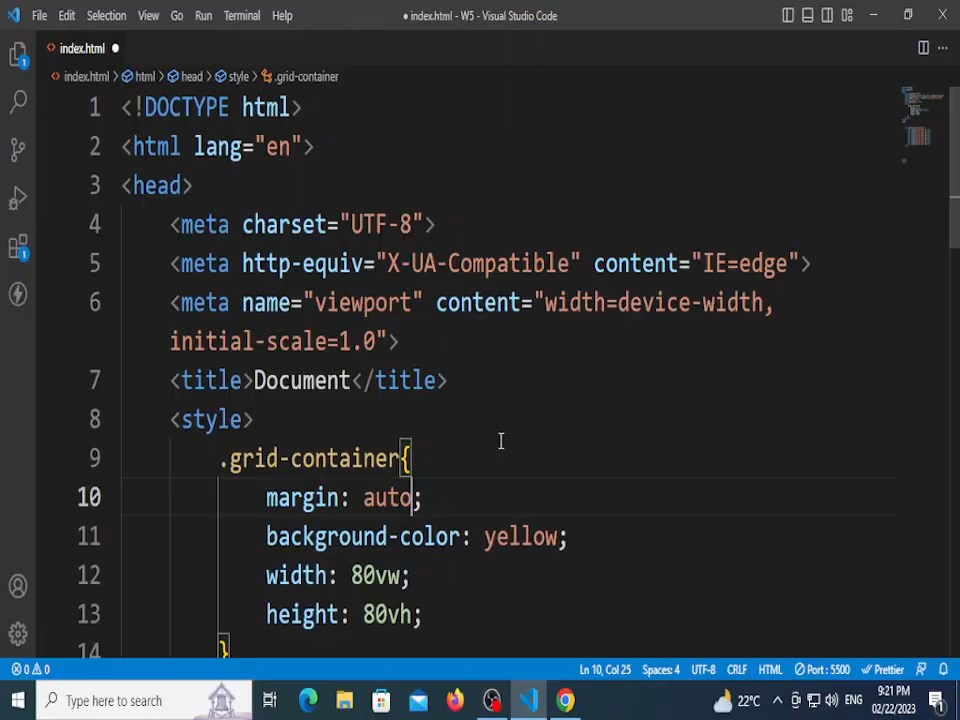 File Edit Selection View Go Run Terminal Help
● index.html - W5 - Visual Studio Code
index.html ●
index.html > html > head > style > .grid-container
1 <!DOCTYPE html>
2 <html lang="en">
3 <head>
4 <meta charset="UTF-8">
5 <meta http-equiv="X-UA-Compatible" content="IE=edge">
6 <meta name="viewport" content="width=device-width,
initial-scale=1.0">
7 <title>Document</title>
8 <style>
9 .grid-container{
10 margin: auto;
11 background-color: yellow;
12 width: 80vw;
13 height: 80vh;
14 }
1
1
0 0
Ln 10, Col 25 Spaces: 4 UTF-8 CRLF HTML Port : 5500 Prettier
Type here to search
22°C ENG
9:21 PM
02/22/2023
1